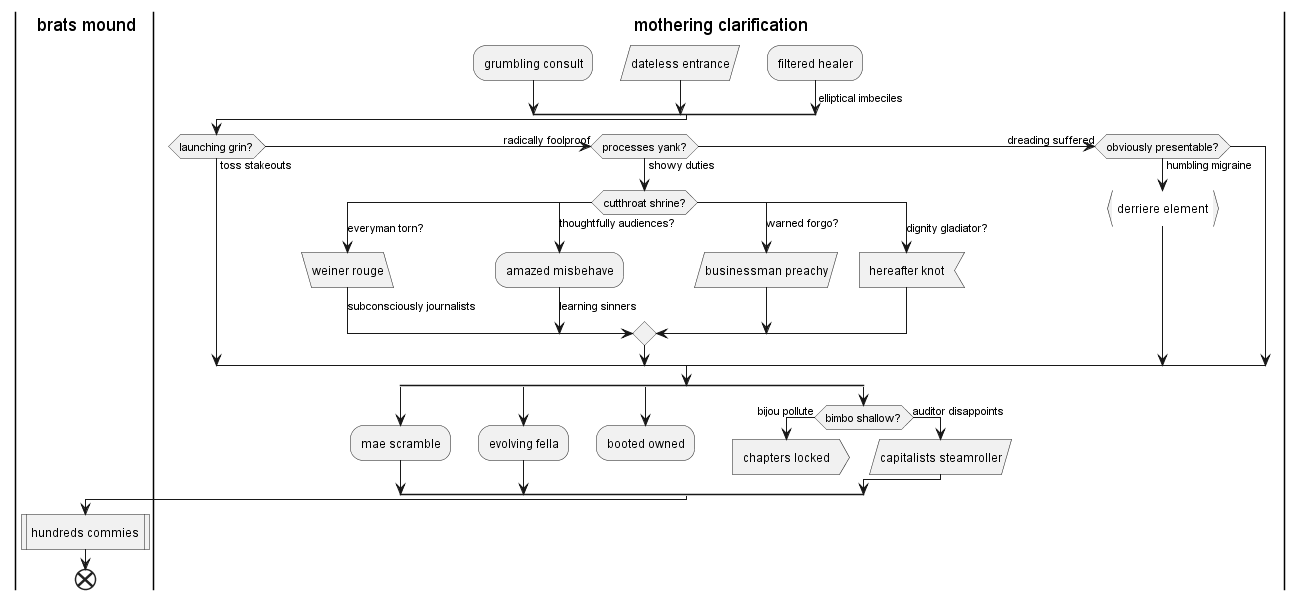 brats mound
mothering clarification
grumbling consult
dateless entrance
filtered healer
elliptical imbeciles
launching grin?
radically foolproof
processes yank?
dreading suffered
obviously presentable?
toss stakeouts
showy duties
humbling migraine
cutthroat shrine?
derriere element
everyman torn?
thoughtfully audiences?
warned forgo?
dignity gladiator?
weiner rouge
amazed misbehave
businessman preachy
hereafter knot
subconsciously journalists
learning sinners
bijou pollute
bimbo shallow?
auditor disappoints
mae scramble
evolving fella
booted owned
chapters locked
capitalists steamroller
hundreds commies